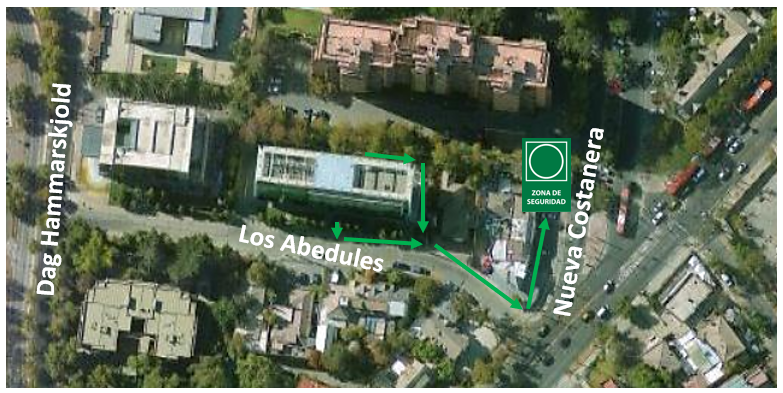 Dag Hammarskjold
Los Abedules
ZONA DE
SEGURIDAD
Nueva Costanera